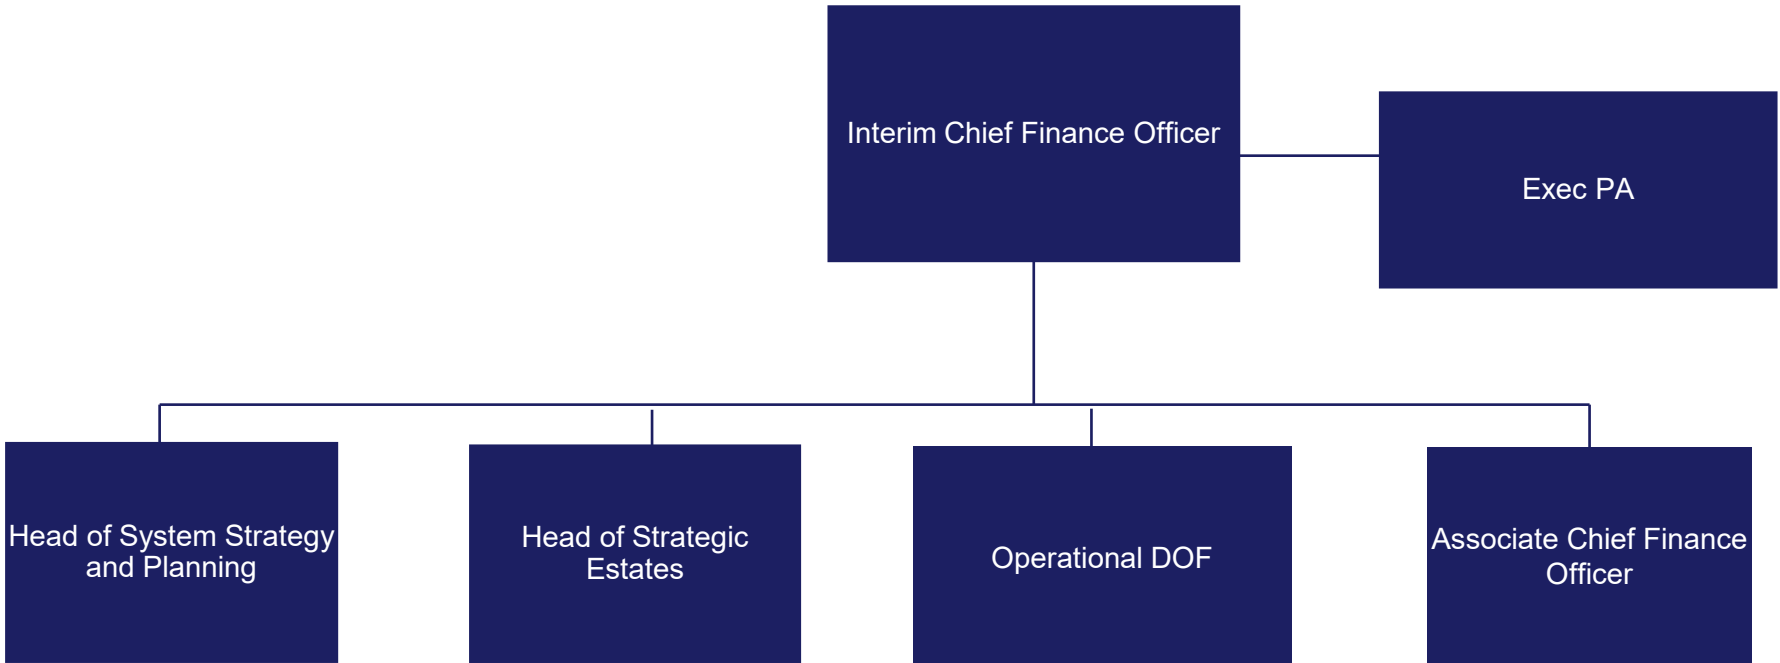 Interim Chief Finance Officer
Exec PA
Head of System Strategy
and Planning
Head of Strategic
Estates
Operational DOF
Associate Chief Finance
Officer